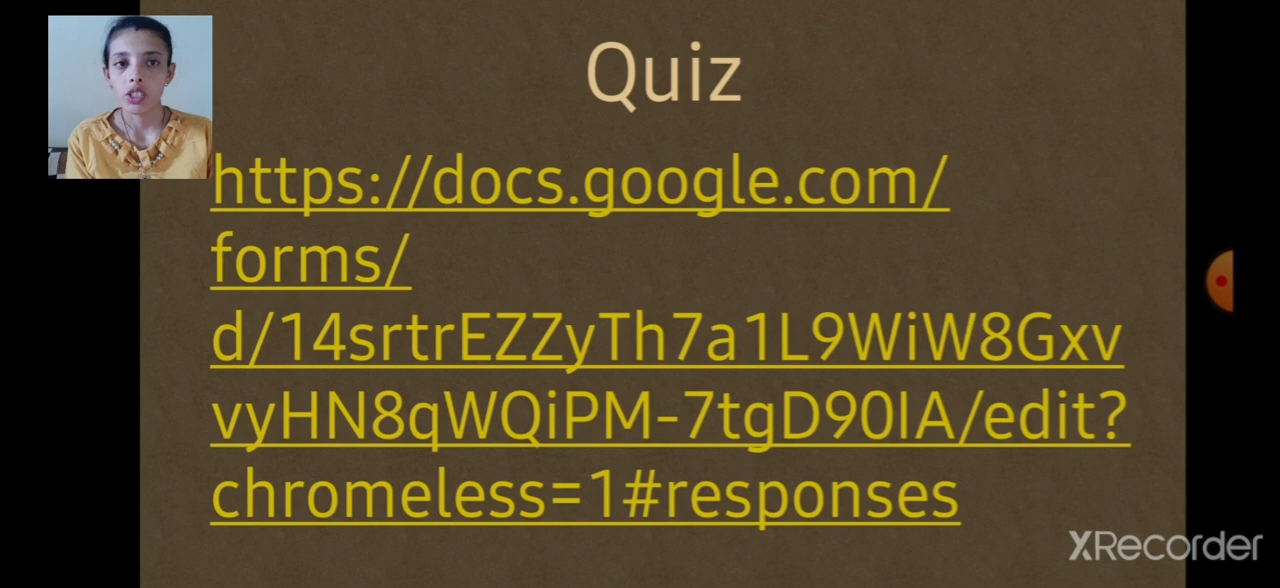 Quiz
https://docs.google.com/
forms/
d/14srtrEZZyTh7a1L9WiW8Gxv
vyHN8qWQiPM-7tgD90IA/edit?
chromeless=1#responses
XRecorder